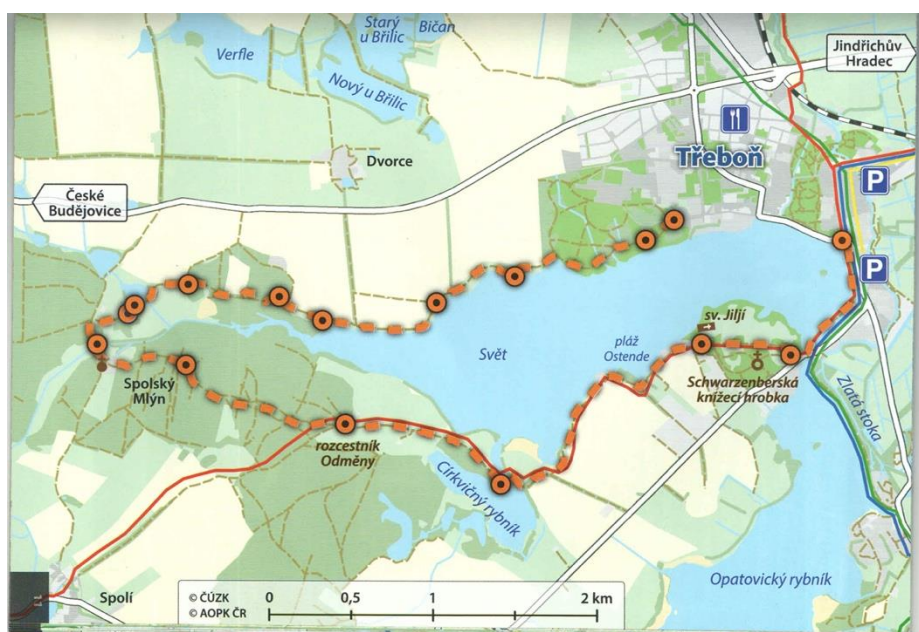 Starý
u Břilic
Bičan
Verfle
Nový u Břilic
Jindřichův
Hradec
Dvorce
Třeboň
České
Budějovice
P
P
sv. Jiljí
pláž
Ostende
Svět
Schwarzenberská
knížecí hrobka
Zlatá stoka
Spolský
Mlýn
rozcestník
Odměny
Cirkvičný rybník
Opatovický rybník
Spolí
© ČÚZK
© AOPK ČR
0 0,5 1 2 km
11